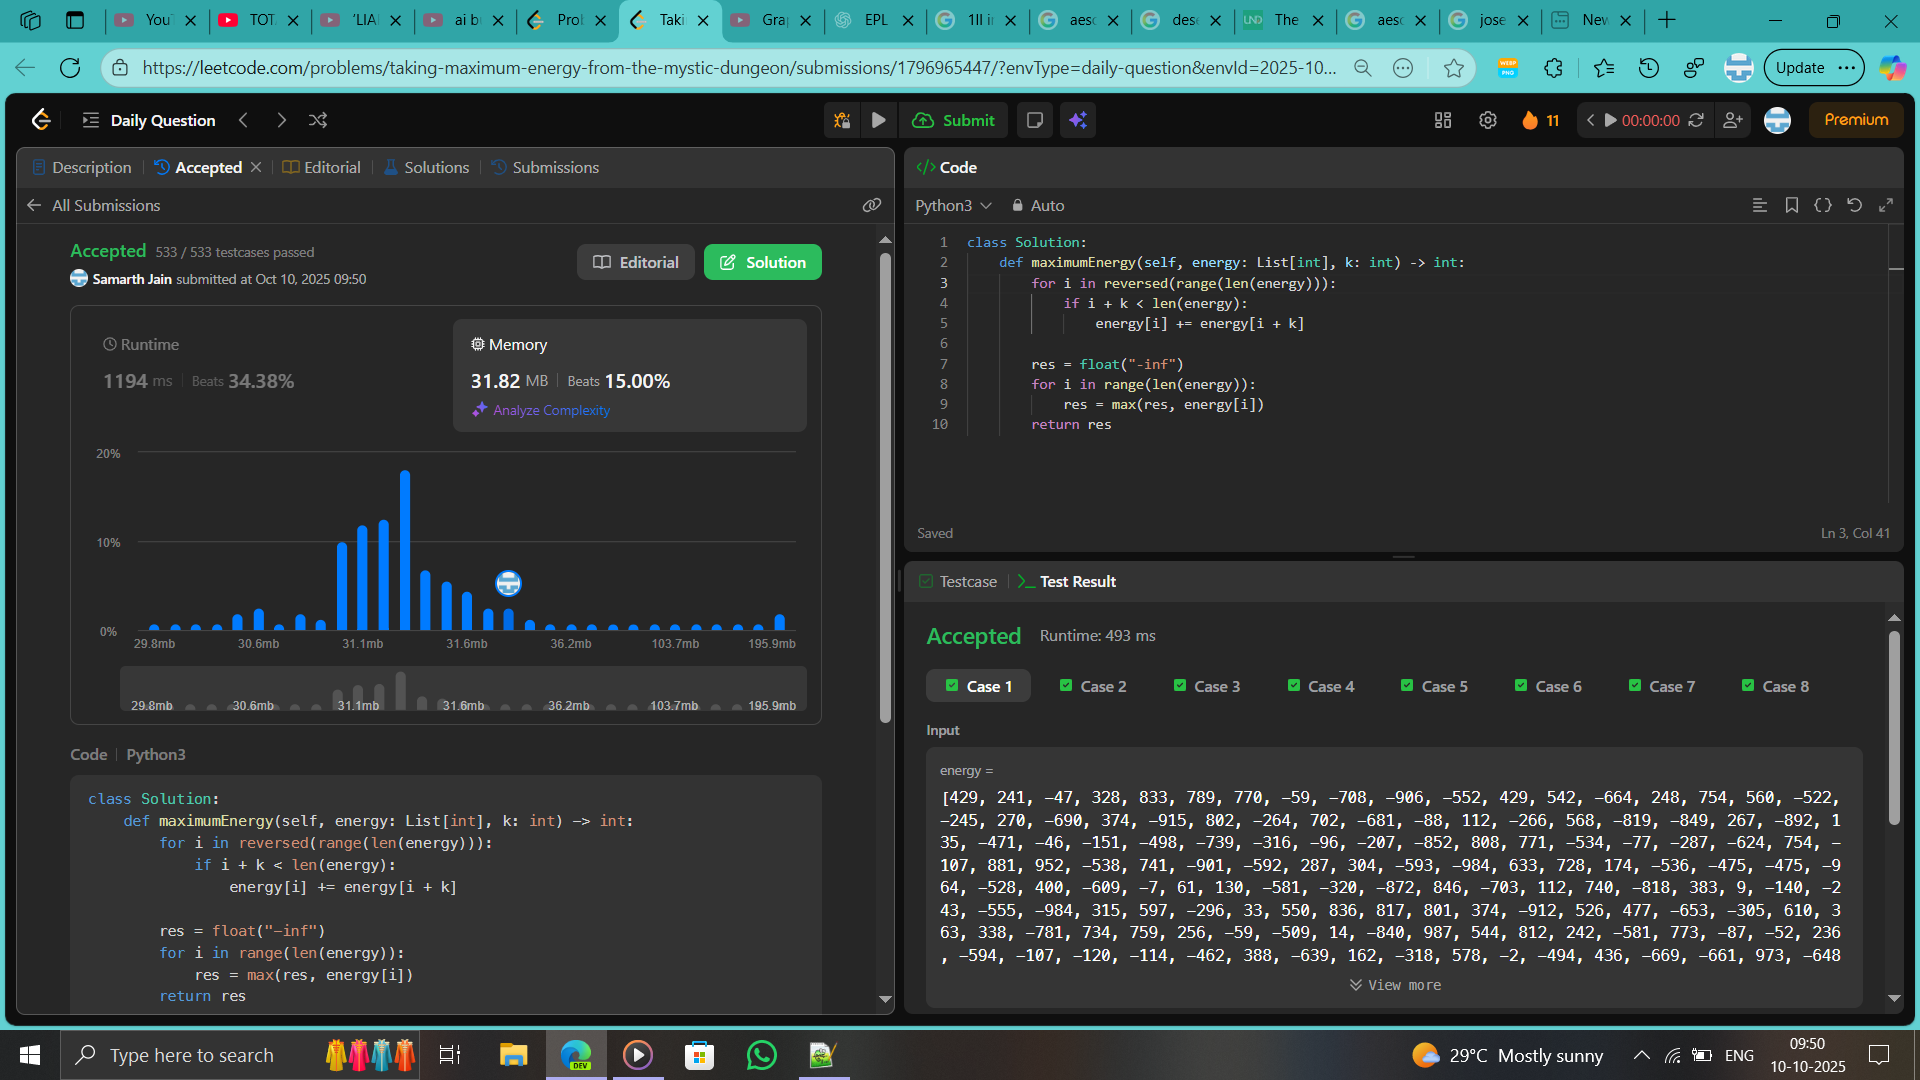 You
TOT
'LIA
ai b
Prob
Taki
Gra
EPL
1ll i
aesc
dese
The
aesc
jose
New
https://leetcode.com/problems/taking-maximum-energy-from-the-mystic-dungeon/submissions/1796965447/?envType=daily-question&envId=2025-10...
Update
Daily Question
Submit
11
00:00:00
Premium
Description
Accepted
Editorial
Solutions
Submissions
All Submissions
Accepted 533 / 533 testcases passed
Samarth Jain submitted at Oct 10, 2025 09:50
Editorial
Solution
Runtime
1194 ms Beats 34.38%
Memory
31.82 MB Beats 15.00%
Analyze Complexity
20%
10%
0%
29.8mb 30.6mb 31.1mb 31.6mb 36.2mb 103.7mb 195.9mb
29.8mb 30.6mb 31.1mb 31.6mb 36.2mb 103.7mb 195.9mb
Code Python3
class Solution:
def maximumEnergy(self, energy: List[int], k: int) -> int:
for i in reversed(range(len(energy))):
if i + k < len(energy):
energy[i] += energy[i + k]
res = float("-inf")
for i in range(len(energy)):
res = max(res, energy[i])
return res
</> Code
Python3 Auto
1 class Solution:
2 def maximumEnergy(self, energy: List[int], k: int) -> int:
3 for i in reversed(range(len(energy))):
4 if i + k < len(energy):
5 energy[i] += energy[i + k]
6
7 res = float("-inf")
8 for i in range(len(energy)):
9 res = max(res, energy[i])
10 return res
Saved
Ln 3, Col 41
Testcase
>_ Test Result
Accepted Runtime: 493 ms
Case 1 Case 2 Case 3 Case 4 Case 5 Case 6 Case 7 Case 8
Input
energy =
[429, 241, -47, 328, 833, 789, 770, -59, -708, -906, -552, 429, 542, -664, 248, 754, 560, -522,
-245, 270, -690, 374, -915, 802, -264, 702, -681, -88, 112, -266, 568, -819, -849, 267, -892, 1
35, -471, -46, -151, -498, -739, -316, -96, -207, -852, 808, 771, -534, -77, -287, -624, 754, -
107, 881, 952, -538, 741, -901, -592, 287, 304, -593, -984, 633, 728, 174, -536, -475, -475, -9
64, -528, 400, -609, -7, 61, 130, -581, -320, -872, 846, -703, 112, 740, -818, 383, 9, -140, -2
43, -555, -984, 315, 597, -296, 33, 550, 836, 817, 801, 374, -912, 526, 477, -653, -305, 610, 3
63, 338, -781, 734, 759, 256, -59, -509, 14, -840, 987, 544, 812, 242, -581, 773, -87, -52, 236
, -594, -107, -120, -114, -462, 388, -639, 162, -318, 578, -2, -494, 436, -669, -661, 973, -648
View more
Type here to search
DEV
29°C Mostly sunny
ENG
09:50
10-10-2025